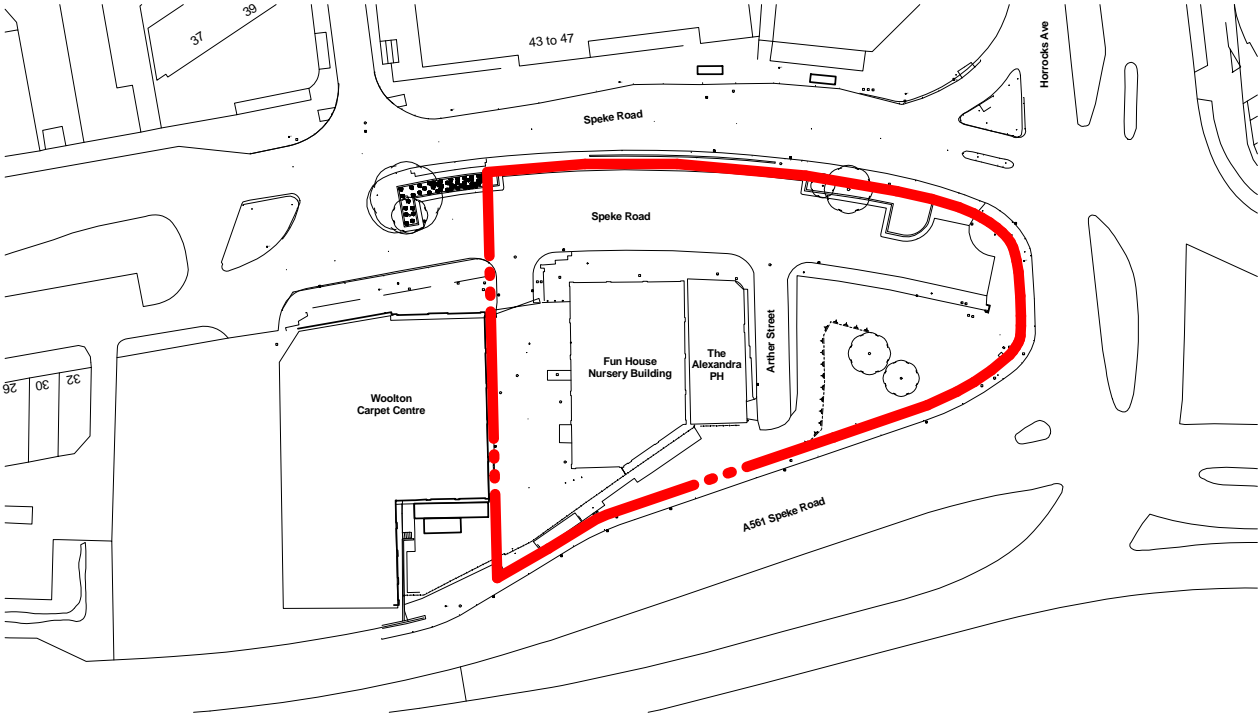 39
37
43 to 47
Horrocks Ave
Speke Road
Speke Road
Arther Street
Fun House
Nursery Building
The
Alexandra
PH
Woolton
Carpet Centre
26
30
32
A561 Speke Road